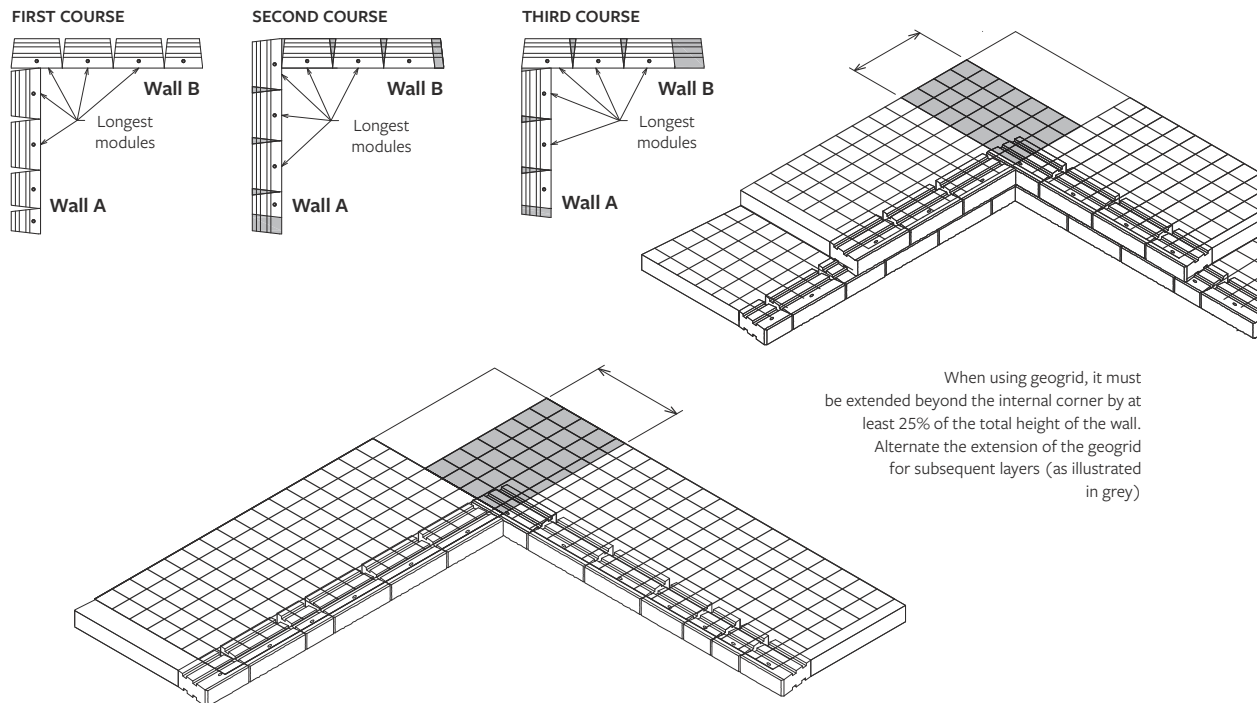 FIRST COURSE
Wall B
Longest
modules
Wall A
SECOND COURSE
Wall B
Longest
modules
Wall A
THIRD COURSE
Wall B
Longest
modules
Wall A
When using geogrid, it must
be extended beyond the internal corner by at
least 25% of the total height of the wall.
Alternate the extension of the geogrid
for subsequent layers (as illustrated
in grey)